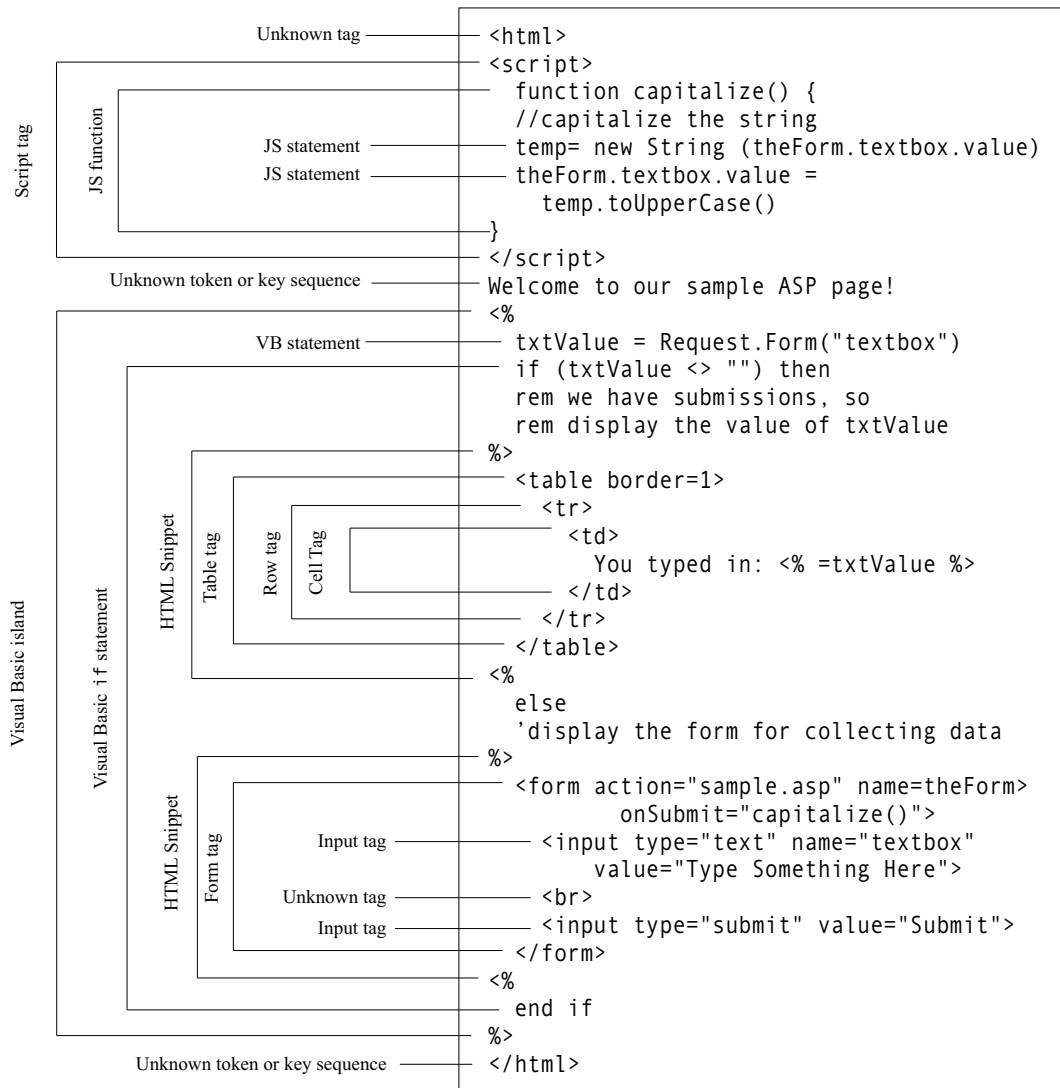 Unknown tag
<html>
<script>
Script tag
JS function
function capitalize() {
//capitalize the string
JS statement
temp= new String (theForm.textbox.value)
JS statement
theForm.textbox.value =
temp.toUpperCase()
}
</script>
Unknown token or key sequence
Welcome to our sample ASP page!
<%
VB statement
txtValue = Request.Form("textbox")
if (txtValue <> "") then
rem we have submissions, so
rem display the value of txtValue
%>
<table border=1>
<tr>
<td>
Visual Basic island
Visual Basic if statement
HTML Snippet
Table tag
Row tag
Cell Tag
You typed in: <% =txtValue %>
</td>
</tr>
</table>
<%
else
'display the form for collecting data
%>
<form action="sample.asp" name=theForm>
onSubmit="capitalize()">
HTML Snippet
Form tag
Input tag
<input type="text" name="textbox"
value="Type Something Here">
Unknown tag
<br>
Input tag
<input type="submit" value="Submit">
</form>
<%
end if
%>
Unknown token or key sequence
</html>